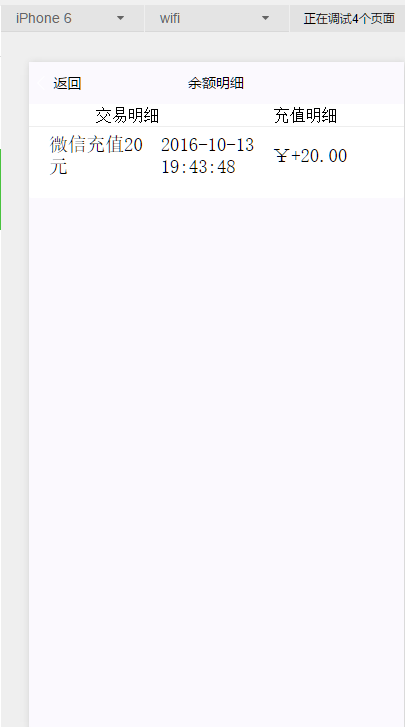 iPhone 6 wifi 正在调试4个页面
返回 余额明细
交易明细 充值明细
微信充值20 2016-10-13 ￥+20.00
元 19:43:48